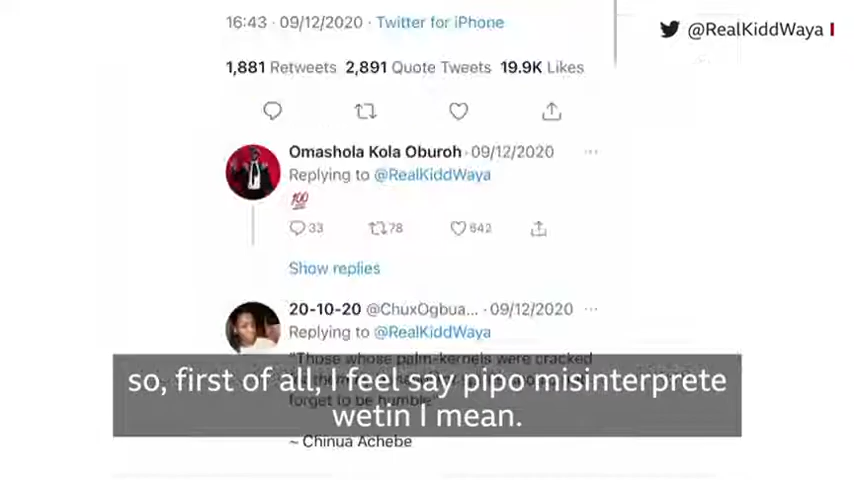 16:43 · 09/12/2020 · Twitter for iPhone
@RealKiddWaya
1,881 Retweets 2,891 Quote Tweets 19.9K Likes
Omashola Kola Oburoh · 09/12/2020
Replying to @RealKiddWaya
💯
33 78 642
Show replies
20-10-20 @ChuxOgbua... · 09/12/2020
Replying to @RealKiddWaya
"Those whose palm-kernels were cracked
forget to be humble"
so, first of all, I feel say pipo misinterprete
wetin I mean.
~ Chinua Achebe